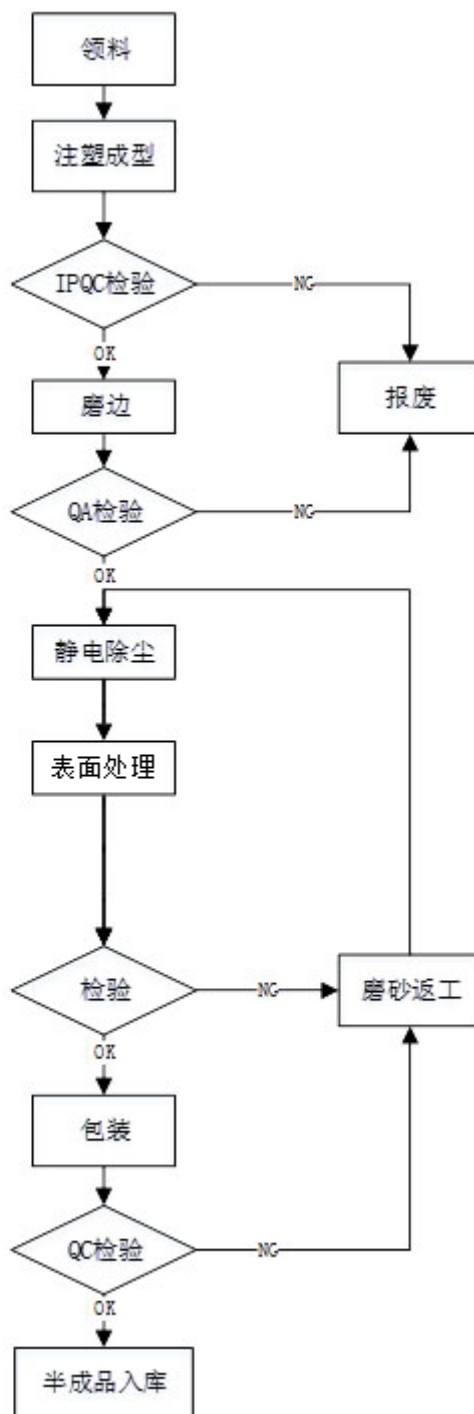 领料
注塑成型
IPQC检验
NG
OK
磨边
报废
QA检验
NG
OK
静电除尘
表面处理
检验
NG
磨砂返工
OK
包装
QC检验
NG
OK
半成品入库